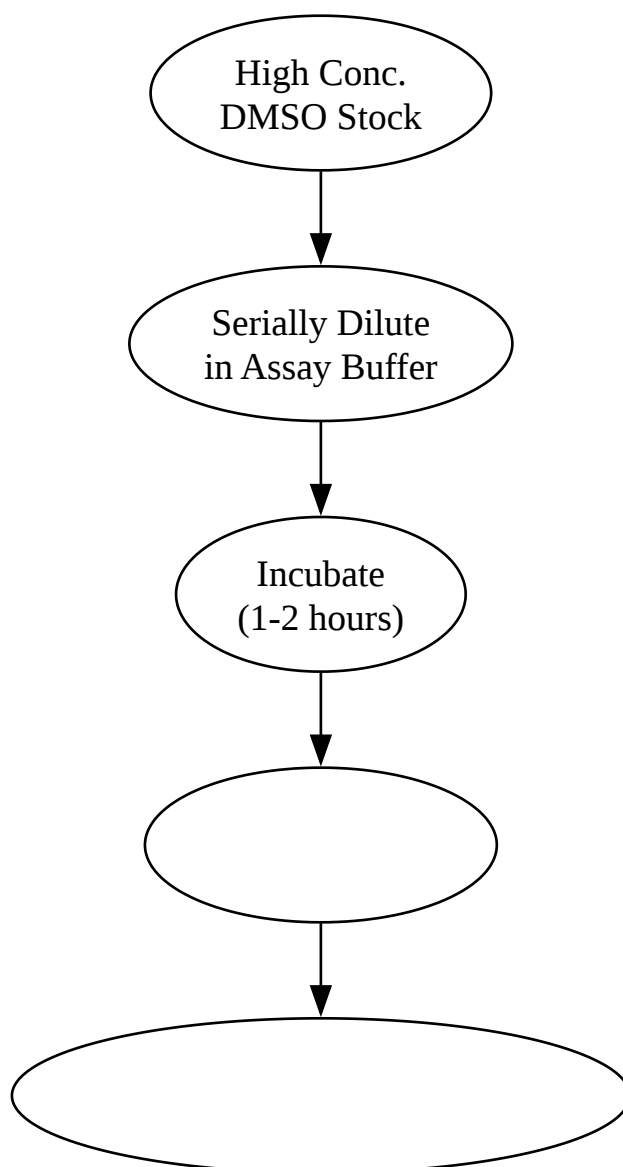 High Conc.
DMSO Stock
Serially Dilute
in Assay Buffer
Incubate
(1-2 hours)